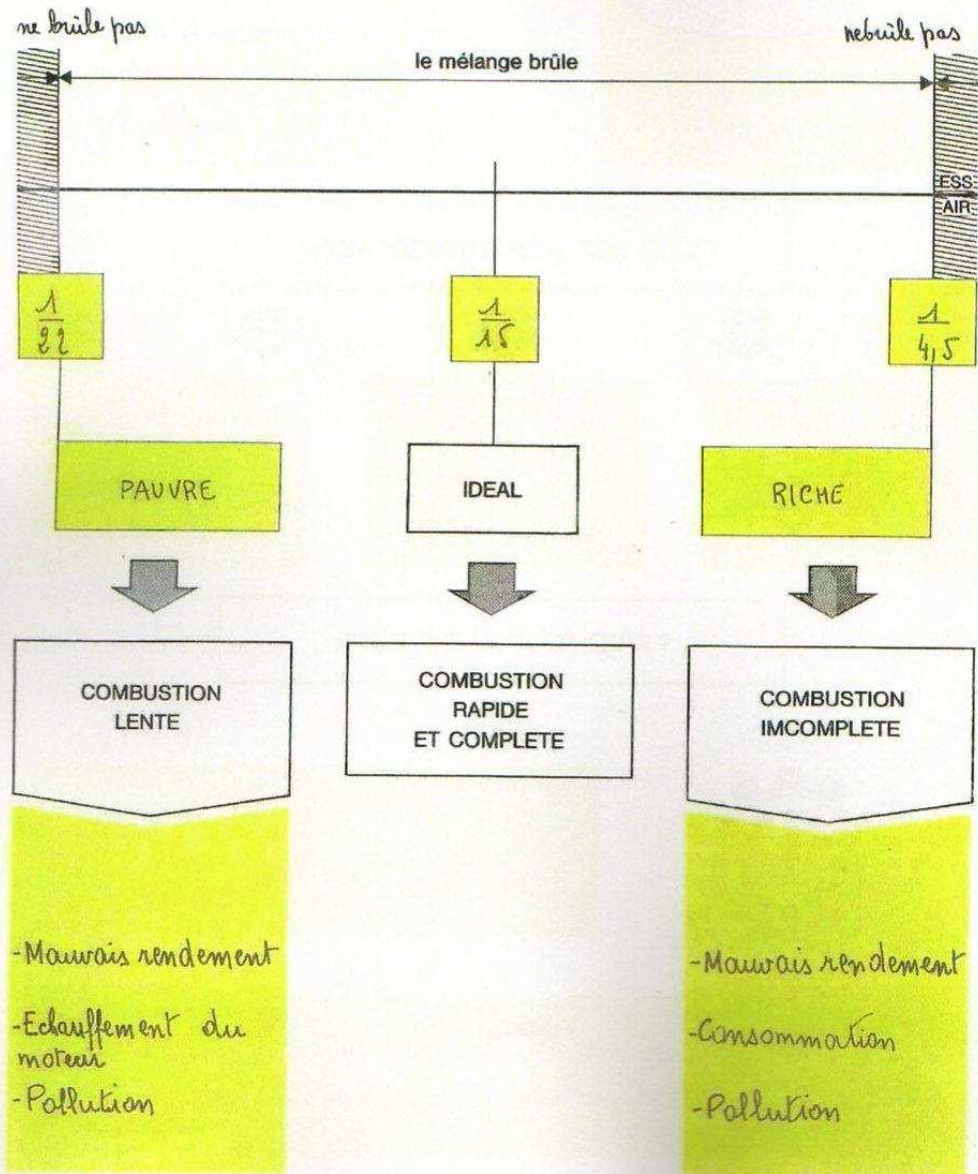 ne brûle pas
nebrûle pas
le mélange brûle
ESS
AIR
1
22
1
15
1
4,5
PAUVRE
IDEAL
RICHE
COMBUSTION
LENTE
COMBUSTION
RAPIDE
ET COMPLETE
COMBUSTION
IMCOMPLETE
-Mauvais rendement
-Echauffement du
moteur
-Pollution
-Mauvais rendement
-Consommation
-Pollution